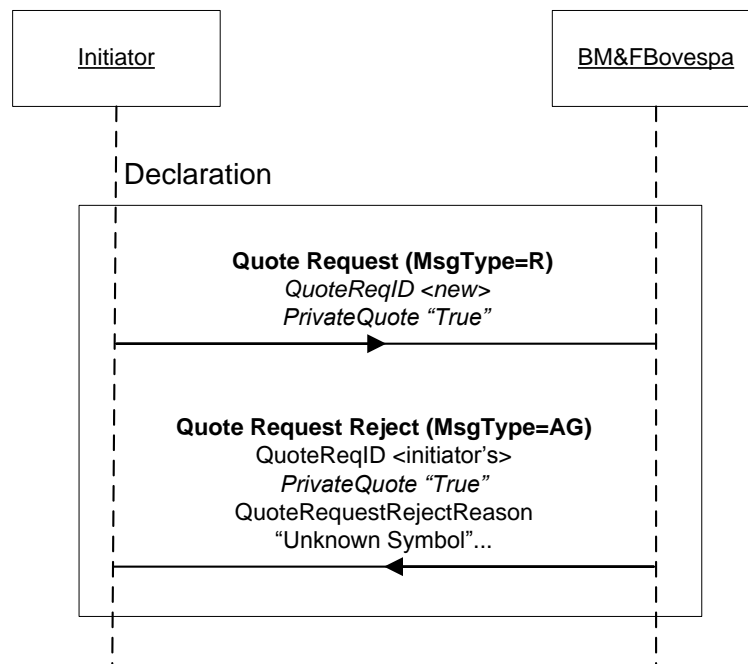 Initiator
BM&FBovespa
Declaration
Quote Request (MsgType=R)
QuoteReqID <new>
PrivateQuote “True”
Quote Request Reject (MsgType=AG)
QuoteReqID <initiator’s>
PrivateQuote “True”
QuoteRequestRejectReason
“Unknown Symbol”...